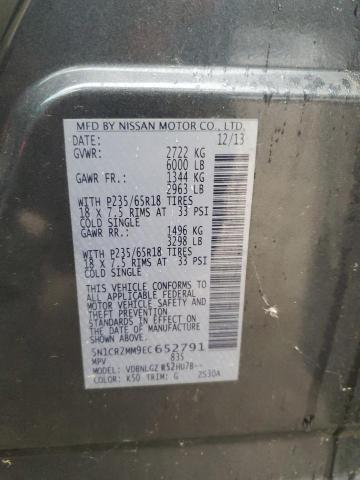 MFD BY NISSAN MOTOR CO., LTD.
DATE: 12/13
GVWR: 2722 KG
6000 LB
GAWR FR.: 1344 KG
2963 LB
WITH P235/65R18 TIRES
18 X 7.5 RIMS AT 33 PSI
COLD SINGLE
GAWR RR.: 1496 KG
3298 LB
WITH P235/65R18 TIRES
18 X 7.5 RIMS AT 33 PSI
COLD SINGLE
THIS VEHICLE CONFORMS TO
ALL APPLICABLE FEDERAL
MOTOR VEHICLE SAFETY AND
THEFT PREVENTION
STANDARDS IN EFFECT ON
THE DATE OF MANUFACTURE
SHOWN ABOVE.
5N1CR2MM9EC652791
MPV 835
MODEL: VDBNLGZ
COLOR: K50 TRIM: G 2S30A